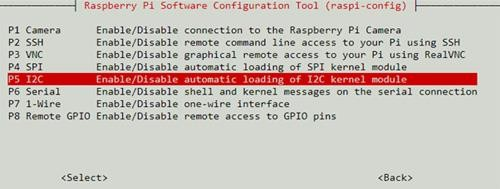 Raspberry Pi Software Configuration Tool (raspi-config)
P1 Camera Enable/Disable connection to the Raspberry Pi Camera
P2 SSH Enable/Disable remote command line access to your Pi using SSH
P3 VNC Enable/Disable graphical remote access to your Pi using RealVNC
P4 SPI Enable/Disable automatic loading of SPI kernel module
P5 I2C Enable/Disable automatic loading of I2C kernel module
P6 Serial Enable/Disable shell and kernel messages on the serial connection
P7 1-Wire Enable/Disable one-wire interface
P8 Remote GPIO Enable/Disable remote access to GPIO pins
<Select> <Back>